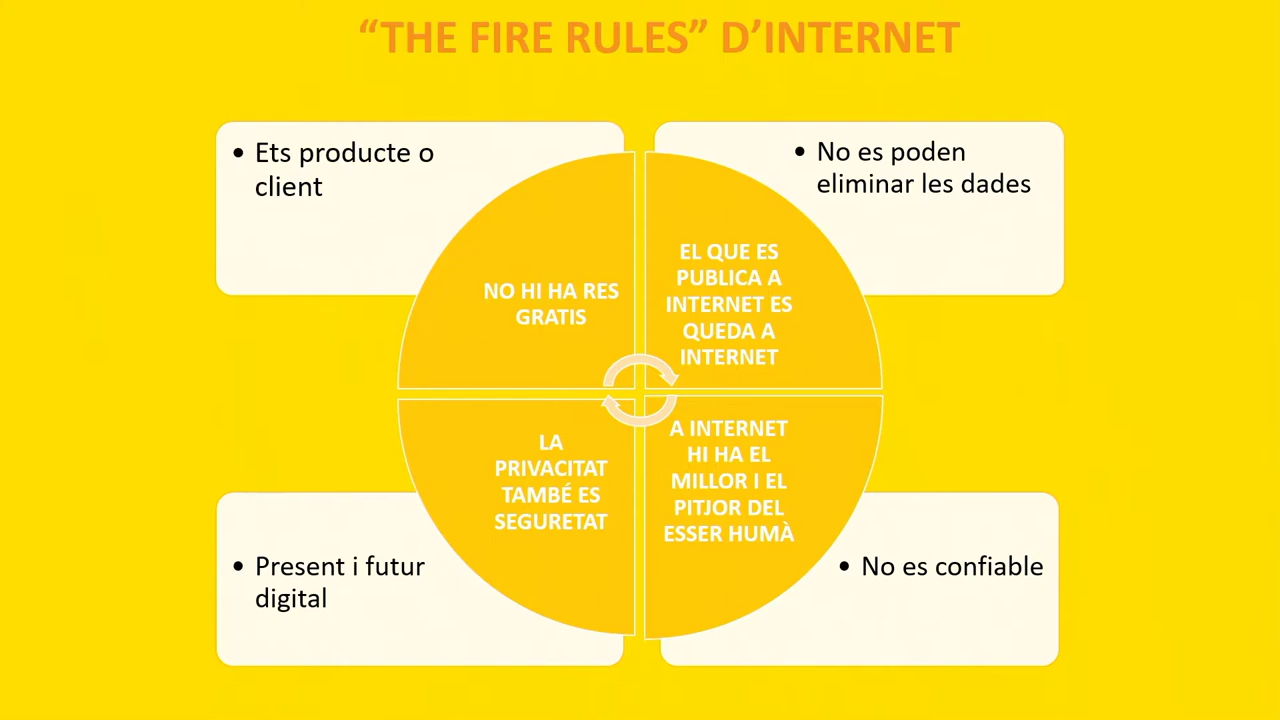 “THE FIRE RULES” D’INTERNET
• Ets producte o
client
• No es poden
eliminar les dades
NO HI HA RES
GRATIS
EL QUE ES
PUBLICA A
INTERNET ES
QUEDA A
INTERNET
LA
PRIVACITAT
TAMBÉ ES
SEGURETAT
A INTERNET
HI HA EL
MILLOR I EL
PITJOR DEL
ESSER HUMÀ
• Present i futur
digital
• No es confiable